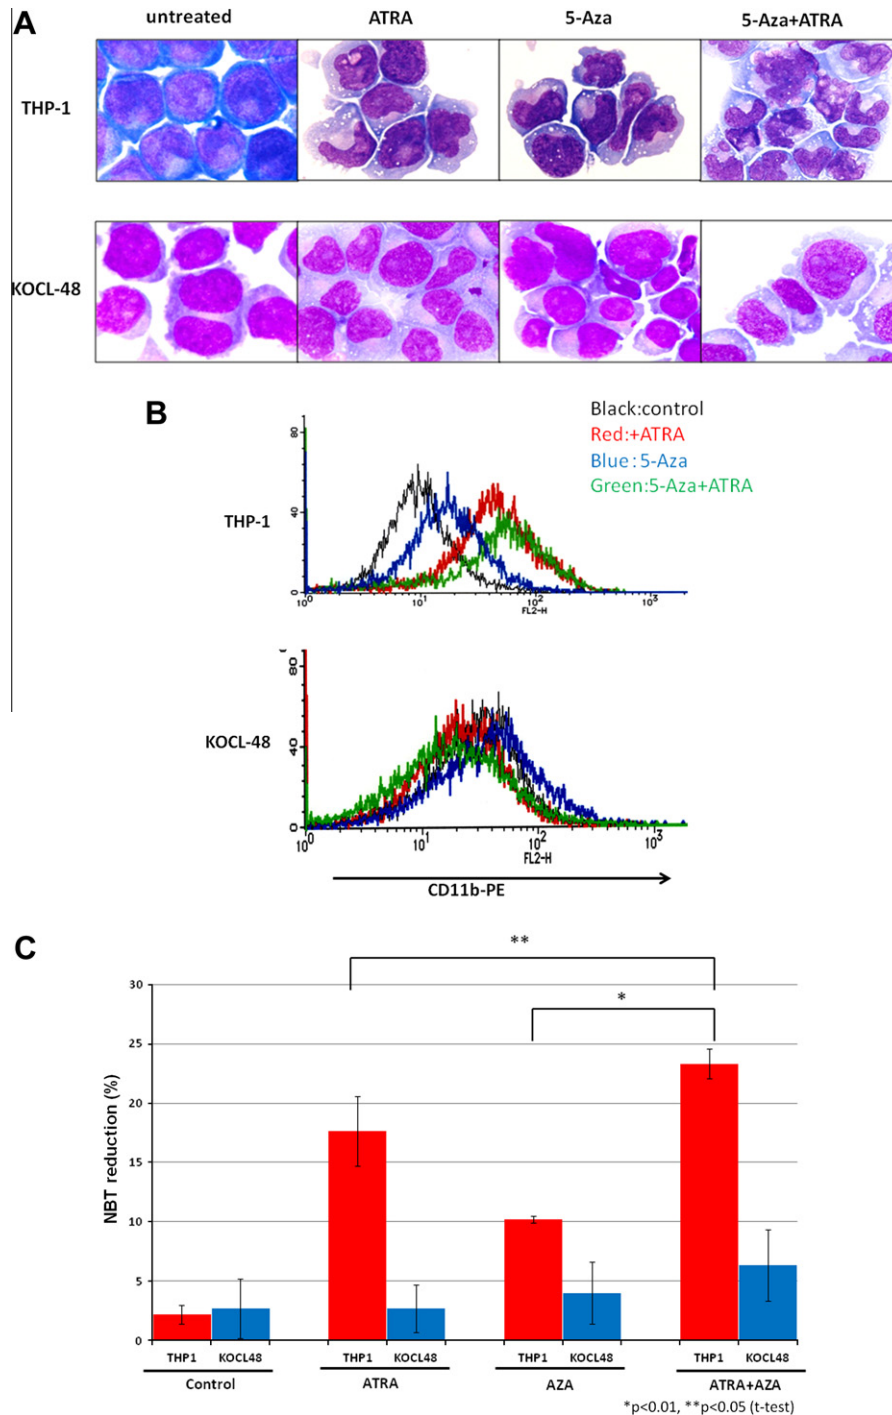 A
untreated ATRA 5-Aza 5-Aza+ATRA
THP-1
KOCL-48
B
Black:control
Red:+ATRA
Blue:5-Aza
Green:5-Aza+ATRA
THP-1
80
40
0
10⁰ 10¹ 10² 10³
FL2-H
KOCL-48
80
40
0
10⁰ 10¹ 10² 10³
FL2-H
CD11b-PE
C
**
*
NBT reduction (%)
30
25
20
15
10
5
0
THP1 KOCL48 THP1 KOCL48 THP1 KOCL48 THP1 KOCL48
Control ATRA AZA ATRA+AZA
*p<0.01, **p<0.05 (t-test)